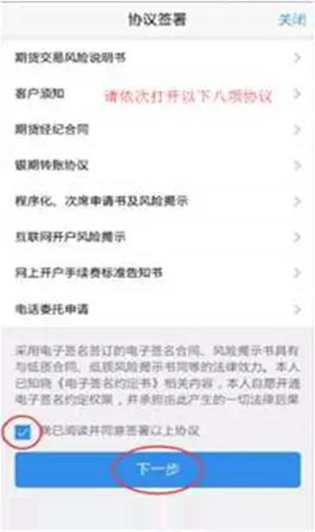 协议签署 关闭
期货交易风险说明书
客户须知 请依次打开以下八项协议
期货经纪合同
银期转账协议
程序化、次席申请书及风险揭示
互联网开户风险揭示
网上开户手续费标准告知书
电话委托申请
采用电子签名签订的电子签名合同、风险揭示书具有
与纸质合同、纸质风险揭示书同等的法律效力。本人
已知晓《电子签名约定书》相关内容，本人自愿开通
电子签名约定权限，并承担由此产生的一切法律后果
我已阅读并同意签署以上协议
下一步